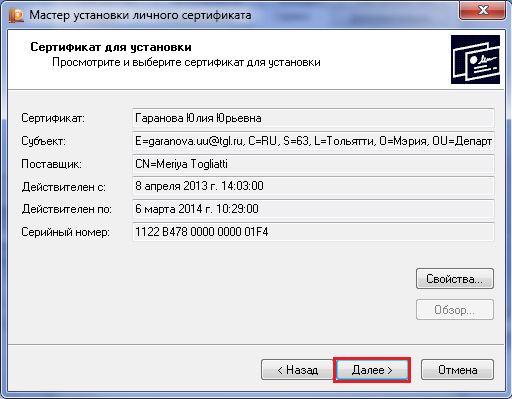 Мастер установки личного сертификата
Сертификат для установки
Просмотрите и выберите сертификат для установки
Сертификат: Гаранова Юлия Юрьевна
Субъект: E=garanova.uu@tgl.ru, C=RU, S=63, L=Тольятти, O=Мэрия, OU=Департ
Поставщик: CN=Meriya Togliatti
Действителен с: 8 апреля 2013 г. 14:03:00
Действителен по: 6 марта 2014 г. 10:29:00
Серийный номер: 1122 B478 0000 0000 01F4
Свойства...
Обзор...
< Назад Далее > Отмена